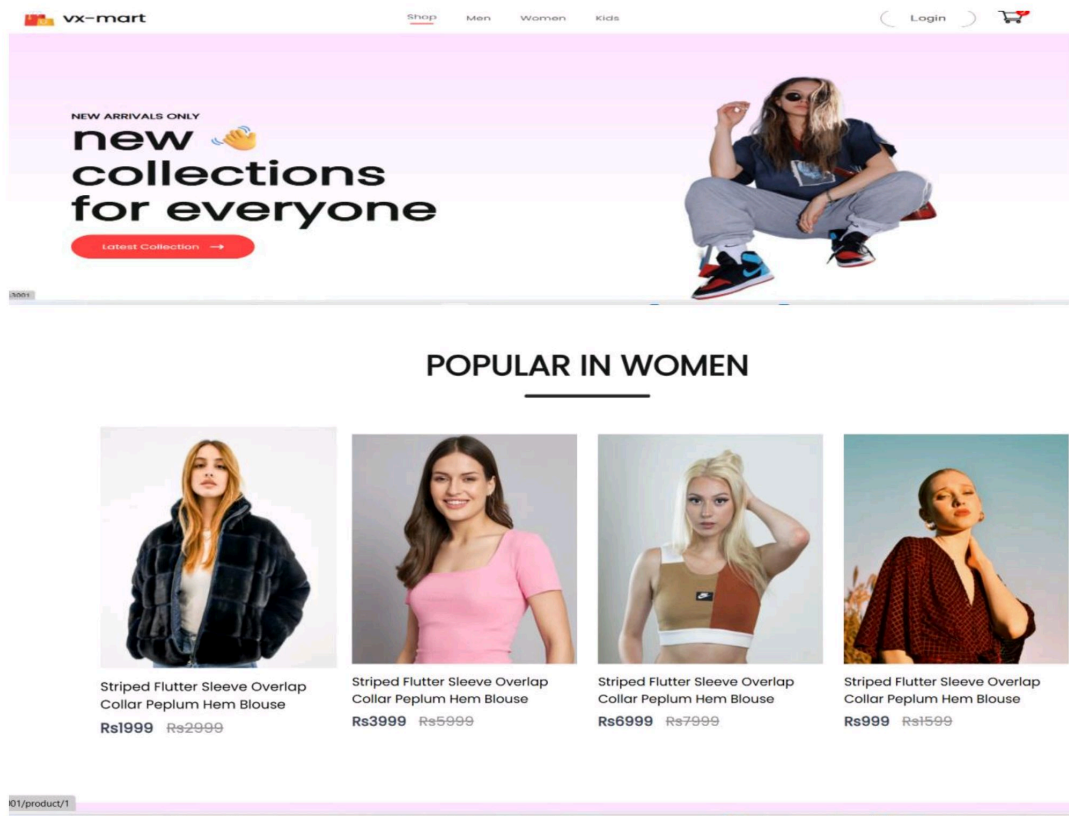 vx-mart
Shop Men Women Kids
Login
NEW ARRIVALS ONLY
new 👋
collections
for everyone
Latest Collection →
:3001
POPULAR IN WOMEN
Striped Flutter Sleeve Overlap
Collar Peplum Hem Blouse
Rs1999 Rs2999
Striped Flutter Sleeve Overlap
Collar Peplum Hem Blouse
Rs3999 Rs5999
Striped Flutter Sleeve Overlap
Collar Peplum Hem Blouse
Rs6999 Rs7999
Striped Flutter Sleeve Overlap
Collar Peplum Hem Blouse
Rs999 Rs1599
001/product/1